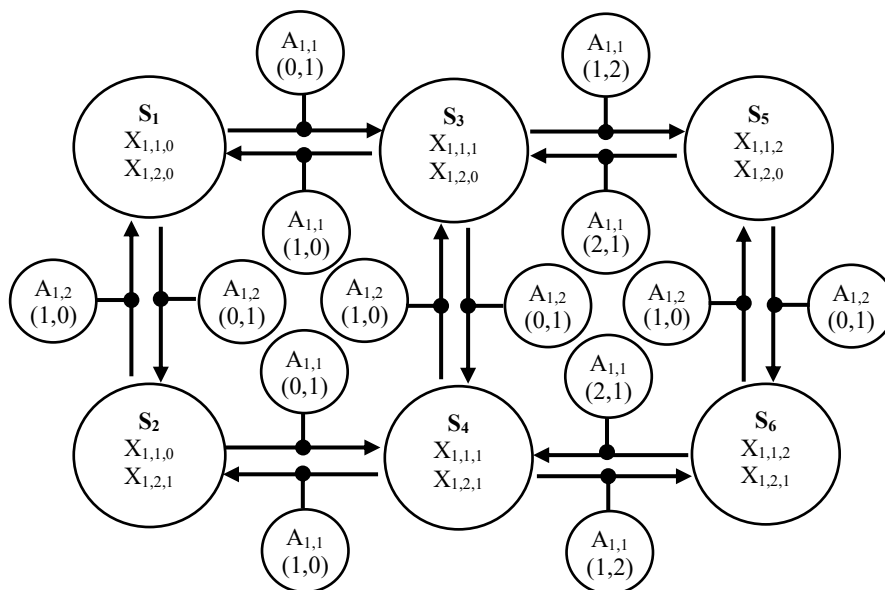 A1,1
(0,1)
A1,1
(1,2)
S1
X1,1,0
X1,2,0
S3
X1,1,1
X1,2,0
S5
X1,1,2
X1,2,0
A1,1
(1,0)
A1,1
(2,1)
A1,2
(1,0)
A1,2
(0,1)
A1,2
(1,0)
A1,2
(0,1)
A1,2
(1,0)
A1,2
(0,1)
A1,1
(0,1)
A1,1
(2,1)
S2
X1,1,0
X1,2,1
S4
X1,1,1
X1,2,1
S6
X1,1,2
X1,2,1
A1,1
(1,0)
A1,1
(1,2)